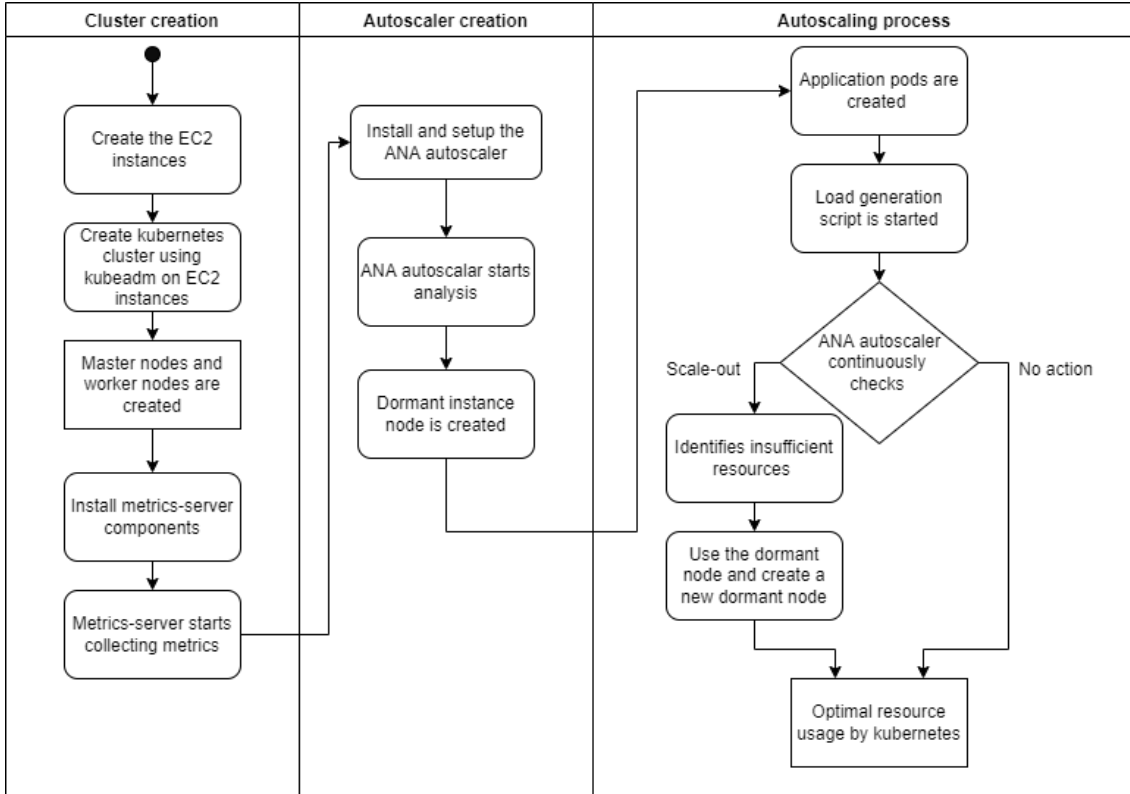 Cluster creation
Autoscaler creation
Autoscaling process
Create the EC2
instances
Create kubernetes
cluster using
kubeadm on EC2
instances
Master nodes and
worker nodes are
created
Install metrics-server
components
Metrics-server starts
collecting metrics
Install and setup the
ANA autoscaler
ANA autoscalar starts
analysis
Dormant instance
node is created
Application pods are
created
Load generation
script is started
ANA autoscaler
continuously
checks
Scale-out
No action
Identifies insufficient
resources
Use the dormant
node and create a
new dormant node
Optimal resource
usage by kubernetes